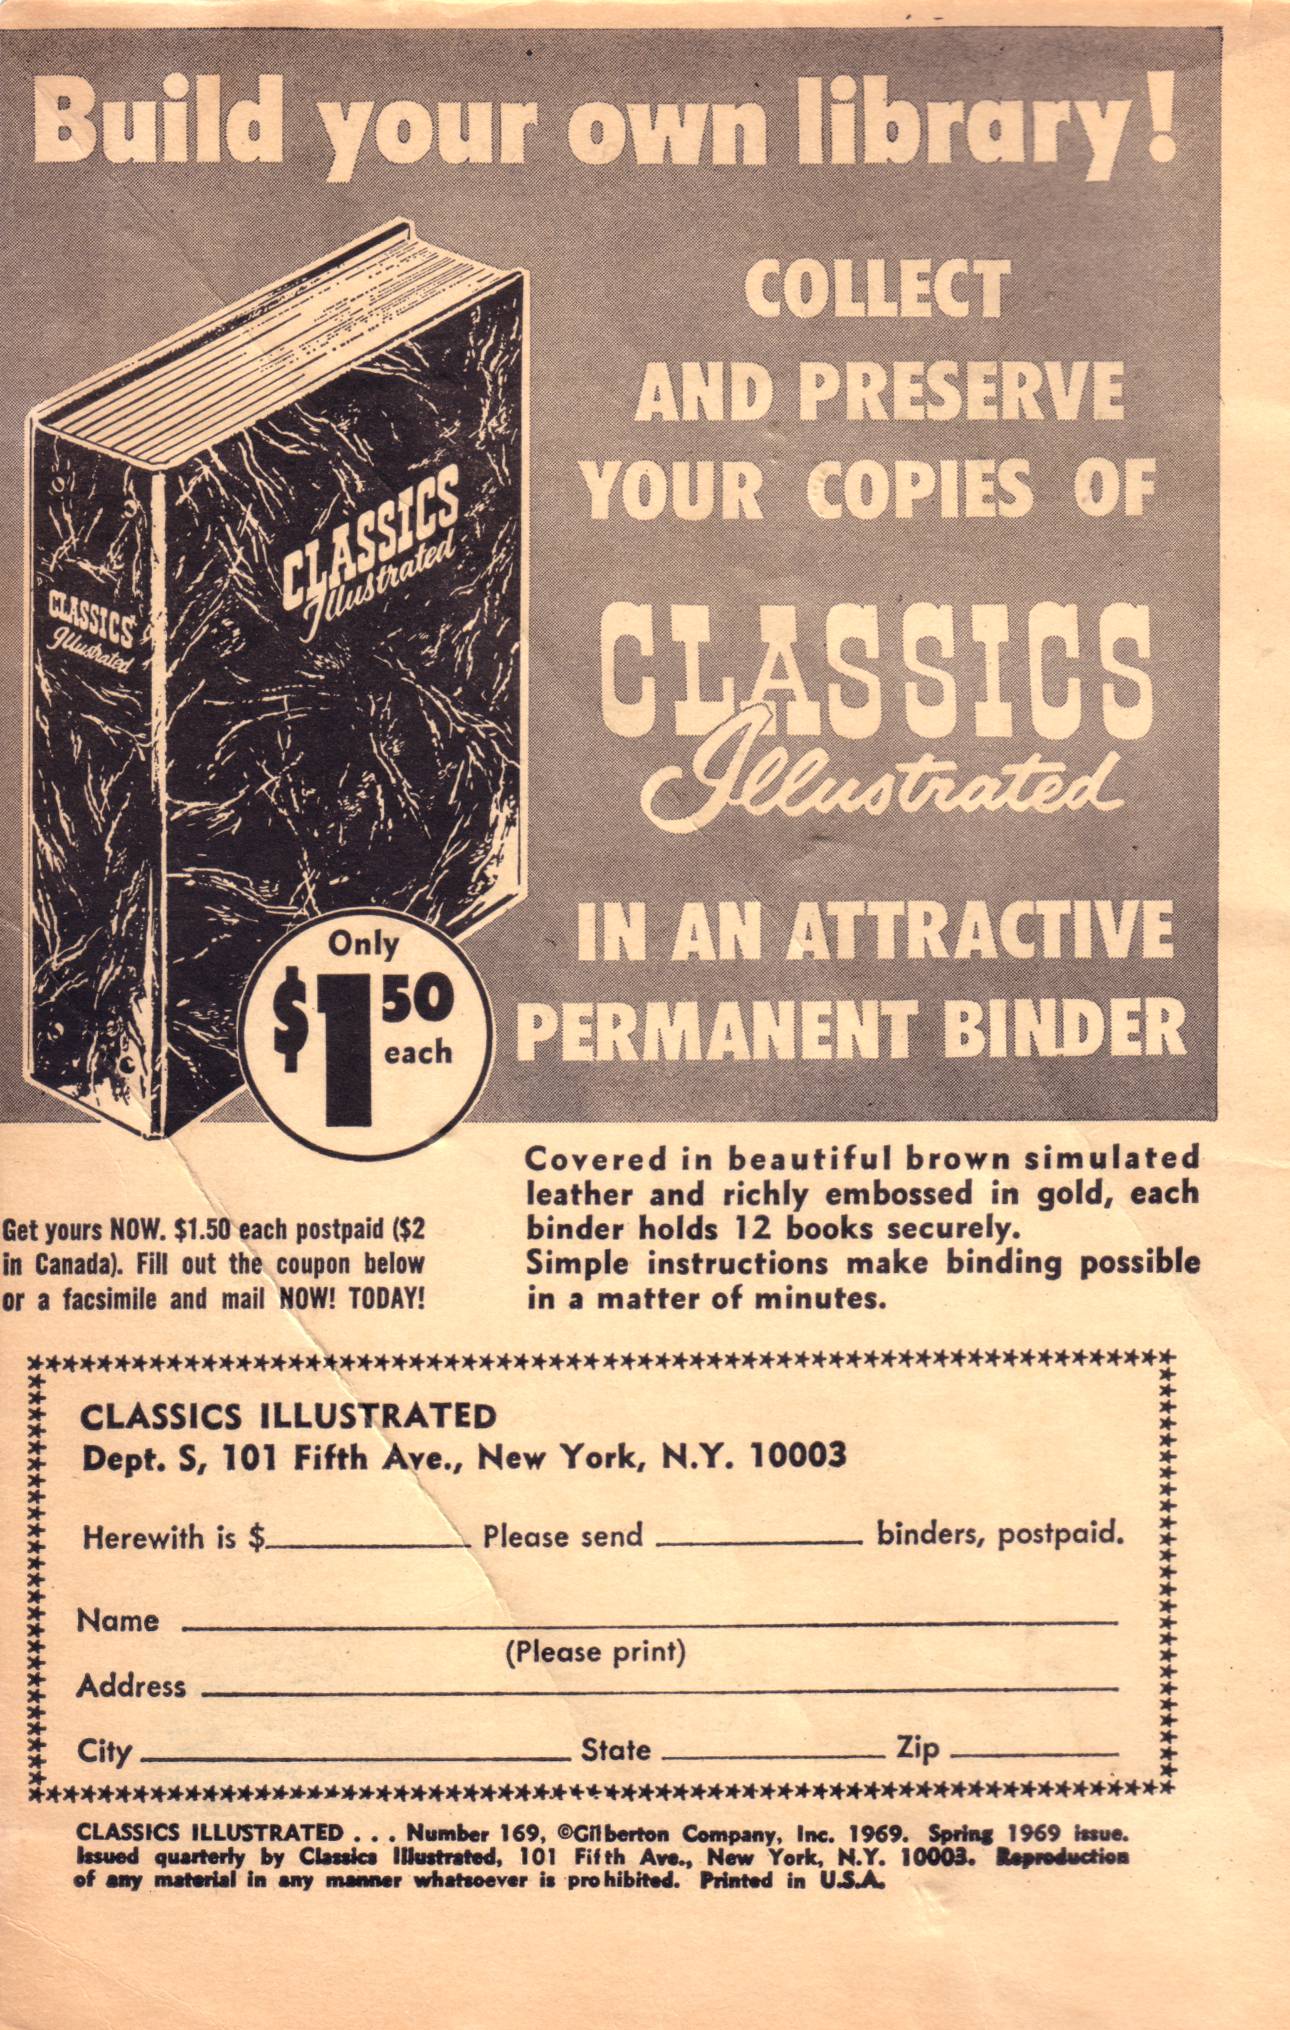 Build your own library!
COLLECT
AND PRESERVE
YOUR COPIES OF
CLASSICS
Illustrated
IN AN ATTRACTIVE
PERMANENT BINDER
CLASSICS
Illustrated
CLASSICS
Illustrated
Only
$1 50
each
Covered in beautiful brown simulated
leather and richly embossed in gold, each
binder holds 12 books securely.
Simple instructions make binding possible
in a matter of minutes.
Get yours NOW. $1.50 each postpaid ($2
in Canada). Fill out the coupon below
or a facsimile and mail NOW! TODAY!
CLASSICS ILLUSTRATED
Dept. S, 101 Fifth Ave., New York, N.Y. 10003
Herewith is $ Please send binders, postpaid.
Name
(Please print)
Address
City State Zip
CLASSICS ILLUSTRATED . . . Number 169, ©Gilberton Company, Inc. 1969. Spring 1969 issue.
Issued quarterly by Classics Illustrated, 101 Fifth Ave., New York, N.Y. 10003. Reproduction
of any material in any manner whatsoever is prohibited. Printed in U.S.A.